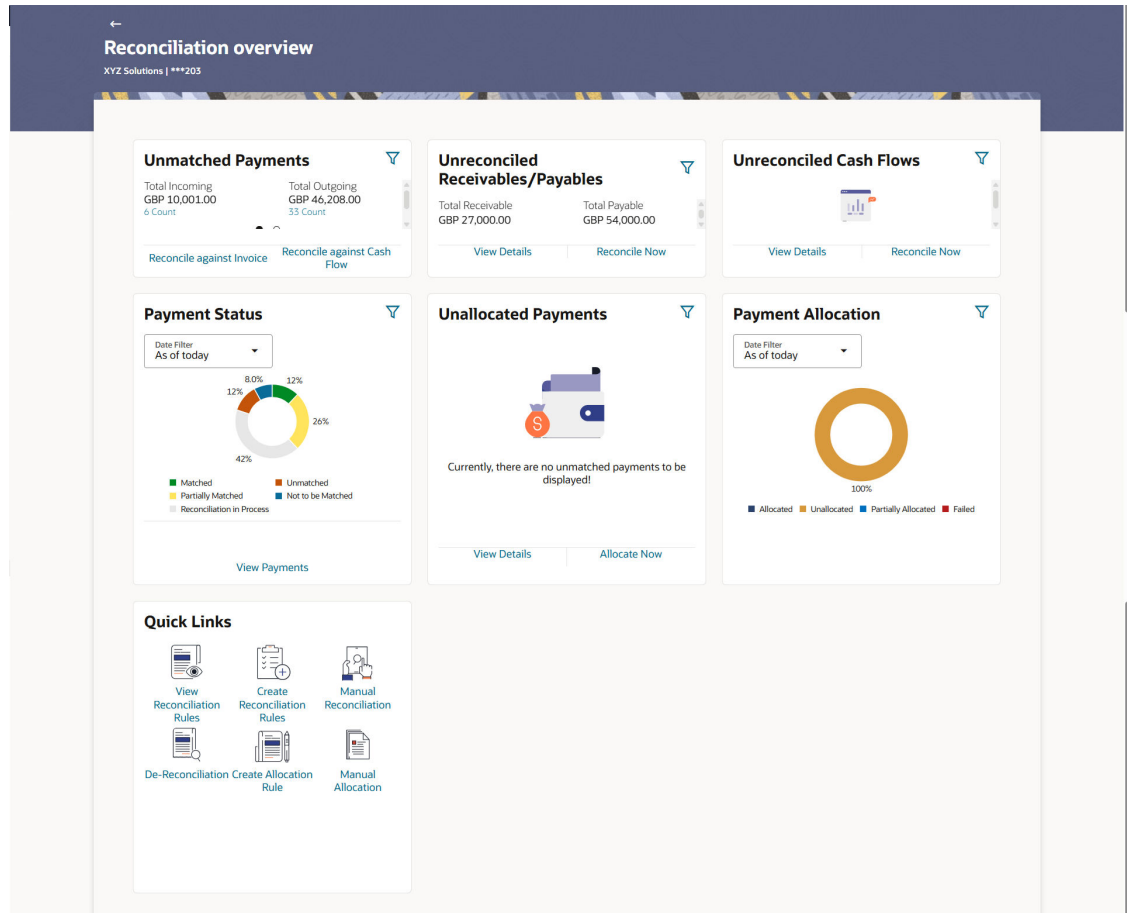 ←
Reconciliation overview
XYZ Solutions | ***203
Unmatched Payments
Total Incoming
GBP 10,001.00
6 Count
Total Outgoing
GBP 46,208.00
33 Count
Reconcile against Invoice
Reconcile against Cash
Flow
Unreconciled
Receivables/Payables
Total Receivable
GBP 27,000.00
Total Payable
GBP 54,000.00
View Details
Reconcile Now
Unreconciled Cash Flows
View Details
Reconcile Now
Payment Status
Date Filter
As of today
8.0%
12%
12%
26%
42%
Matched
Unmatched
Partially Matched
Not to be Matched
Reconciliation in Process
View Payments
Unallocated Payments
S
Currently, there are no unmatched payments to be
displayed!
View Details
Allocate Now
Payment Allocation
Date Filter
As of today
100%
Allocated
Unallocated
Partially Allocated
Failed
Quick Links
View
Reconciliation
Rules
Create
Reconciliation
Rules
Manual
Reconciliation
De-Reconciliation
Create Allocation
Rule
Manual
Allocation